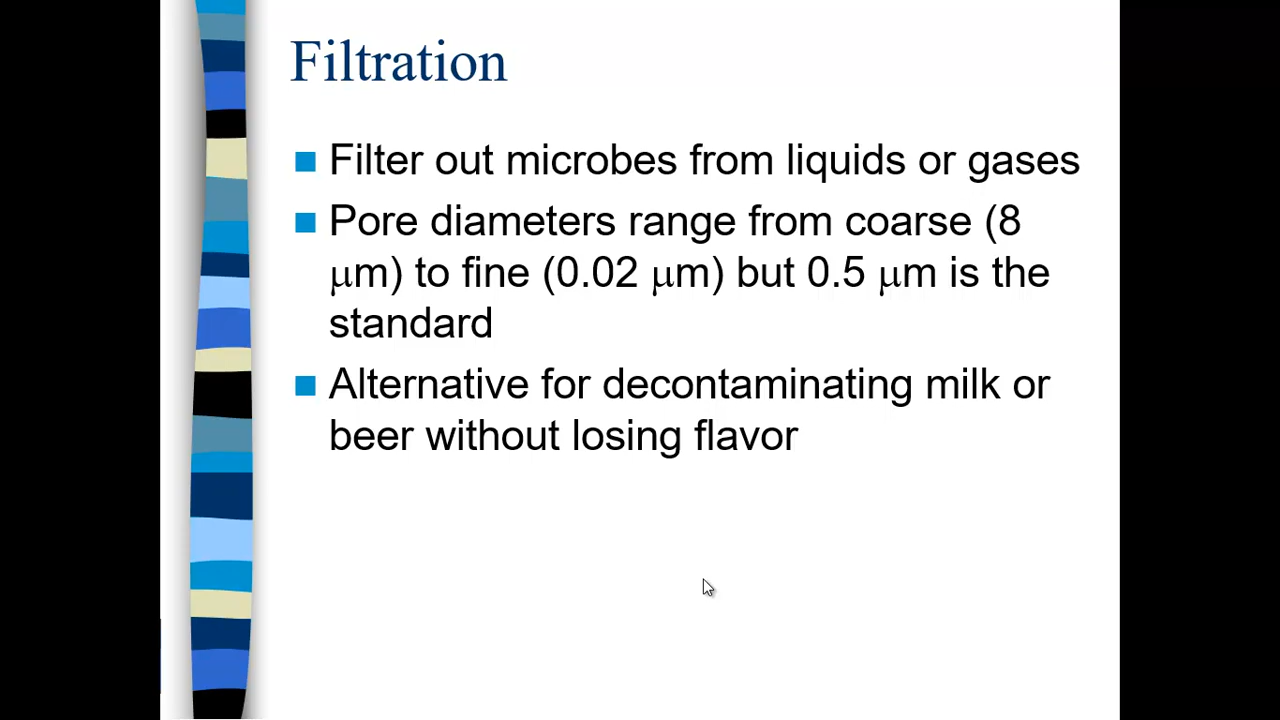 Filtration
Filter out microbes from liquids or gases
Pore diameters range from coarse (8
μm) to fine (0.02 μm) but 0.5 μm is the
standard
Alternative for decontaminating milk or
beer without losing flavor